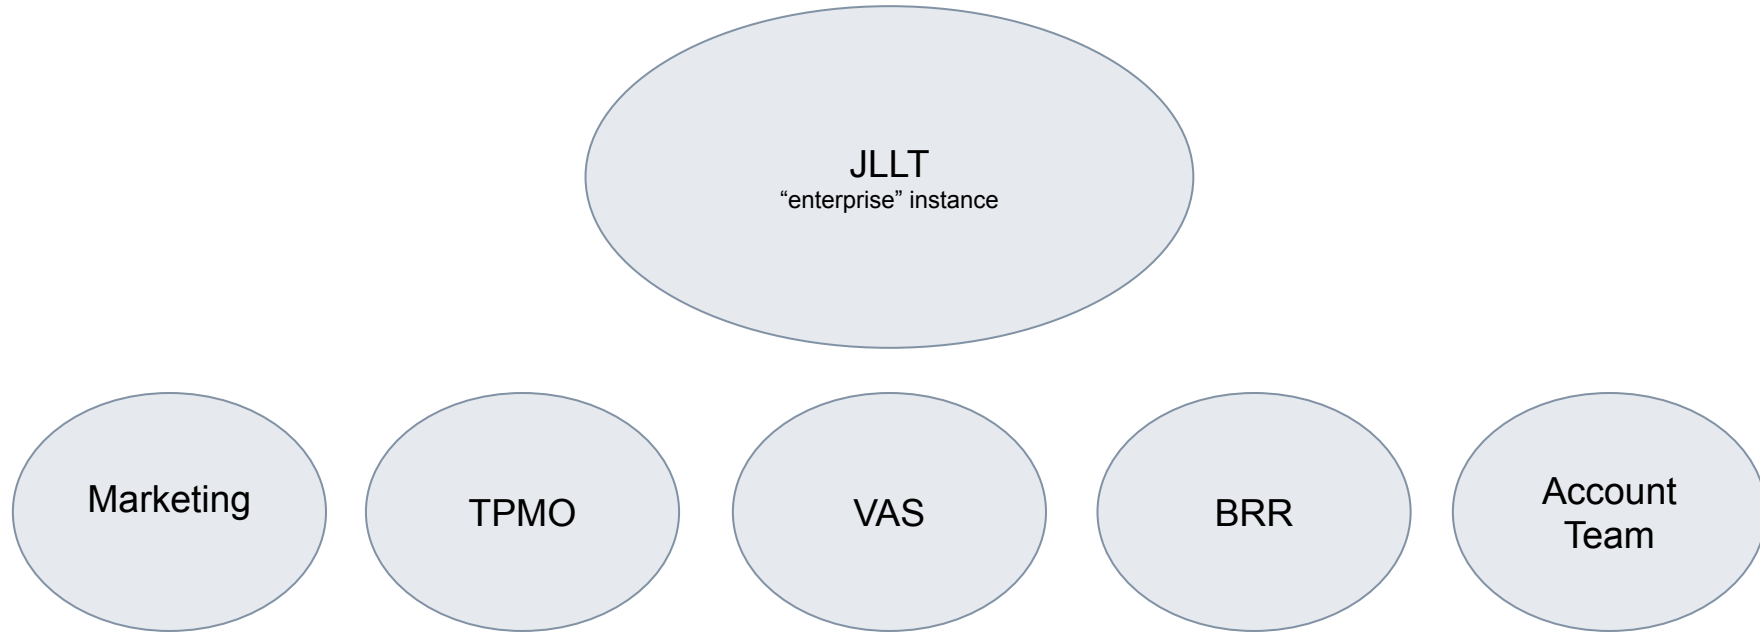 JLLT
“enterprise” instance
Marketing
TPMO
VAS
BRR
Account
Team